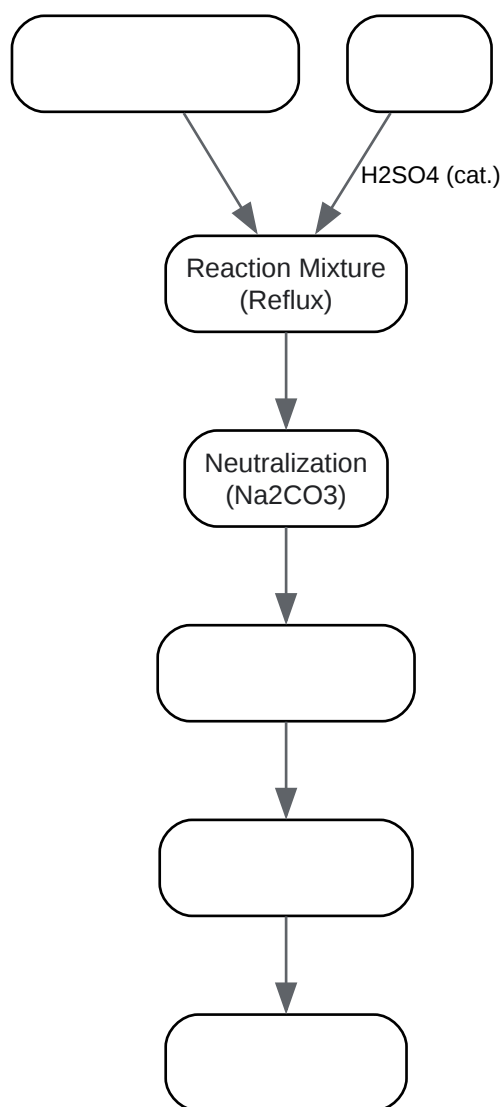 H2SO4 (cat.)
Reaction Mixture
(Reflux)
Neutralization
(Na2CO3)